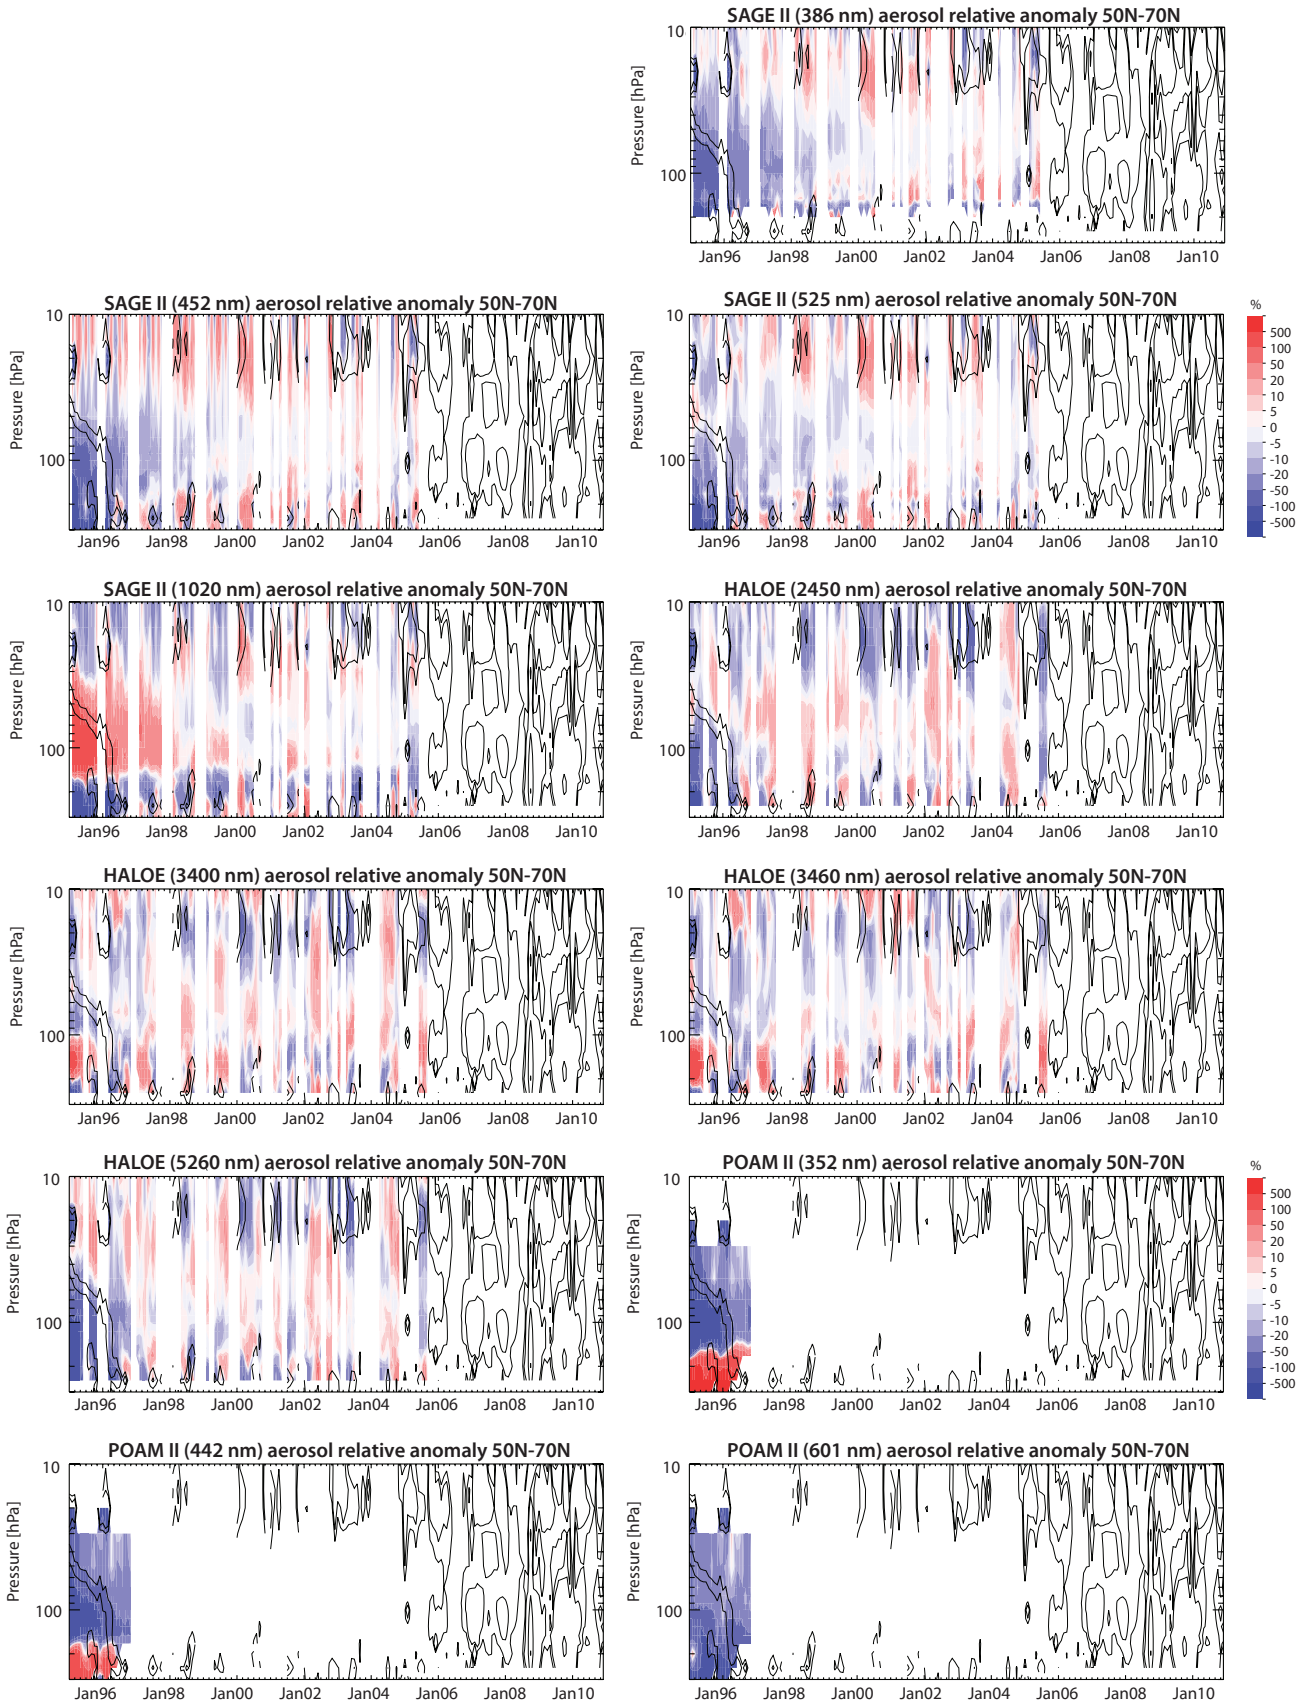 SAGE II (386 nm) aerosol relative anomaly 50N-70N
Pressure [hPa]
10
100
Jan96 Jan98 Jan00 Jan02 Jan04 Jan06 Jan08 Jan10
SAGE II (452 nm) aerosol relative anomaly 50N-70N
Pressure [hPa]
10
100
Jan96 Jan98 Jan00 Jan02 Jan04 Jan06 Jan08 Jan10
SAGE II (525 nm) aerosol relative anomaly 50N-70N
Pressure [hPa]
10
100
Jan96 Jan98 Jan00 Jan02 Jan04 Jan06 Jan08 Jan10
%
500
100
50
20
10
5
0
-5
-10
-20
-50
-100
-500
SAGE II (1020 nm) aerosol relative anomaly 50N-70N
Pressure [hPa]
10
100
Jan96 Jan98 Jan00 Jan02 Jan04 Jan06 Jan08 Jan10
HALOE (2450 nm) aerosol relative anomaly 50N-70N
Pressure [hPa]
10
100
Jan96 Jan98 Jan00 Jan02 Jan04 Jan06 Jan08 Jan10
HALOE (3400 nm) aerosol relative anomaly 50N-70N
Pressure [hPa]
10
100
Jan96 Jan98 Jan00 Jan02 Jan04 Jan06 Jan08 Jan10
HALOE (3460 nm) aerosol relative anomaly 50N-70N
Pressure [hPa]
10
100
Jan96 Jan98 Jan00 Jan02 Jan04 Jan06 Jan08 Jan10
HALOE (5260 nm) aerosol relative anomaly 50N-70N
Pressure [hPa]
10
100
Jan96 Jan98 Jan00 Jan02 Jan04 Jan06 Jan08 Jan10
POAM II (352 nm) aerosol relative anomaly 50N-70N
Pressure [hPa]
10
100
Jan96 Jan98 Jan00 Jan02 Jan04 Jan06 Jan08 Jan10
%
500
100
50
20
10
5
0
-5
-10
-20
-50
-100
-500
POAM II (442 nm) aerosol relative anomaly 50N-70N
Pressure [hPa]
10
100
Jan96 Jan98 Jan00 Jan02 Jan04 Jan06 Jan08 Jan10
POAM II (601 nm) aerosol relative anomaly 50N-70N
Pressure [hPa]
10
100
Jan96 Jan98 Jan00 Jan02 Jan04 Jan06 Jan08 Jan10